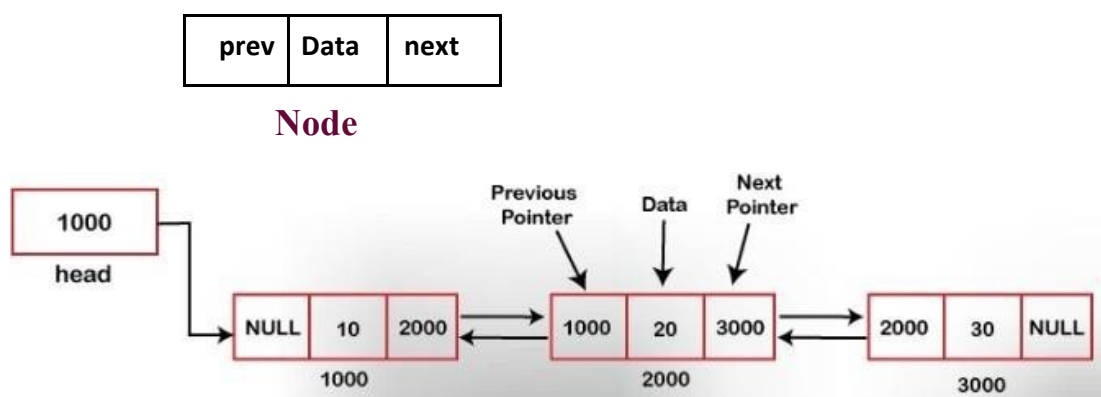 prev Data next
Node
1000
head
Previous
Pointer
Data
Next
Pointer
NULL 10 2000
1000 20 3000
2000 30 NULL
1000
2000
3000